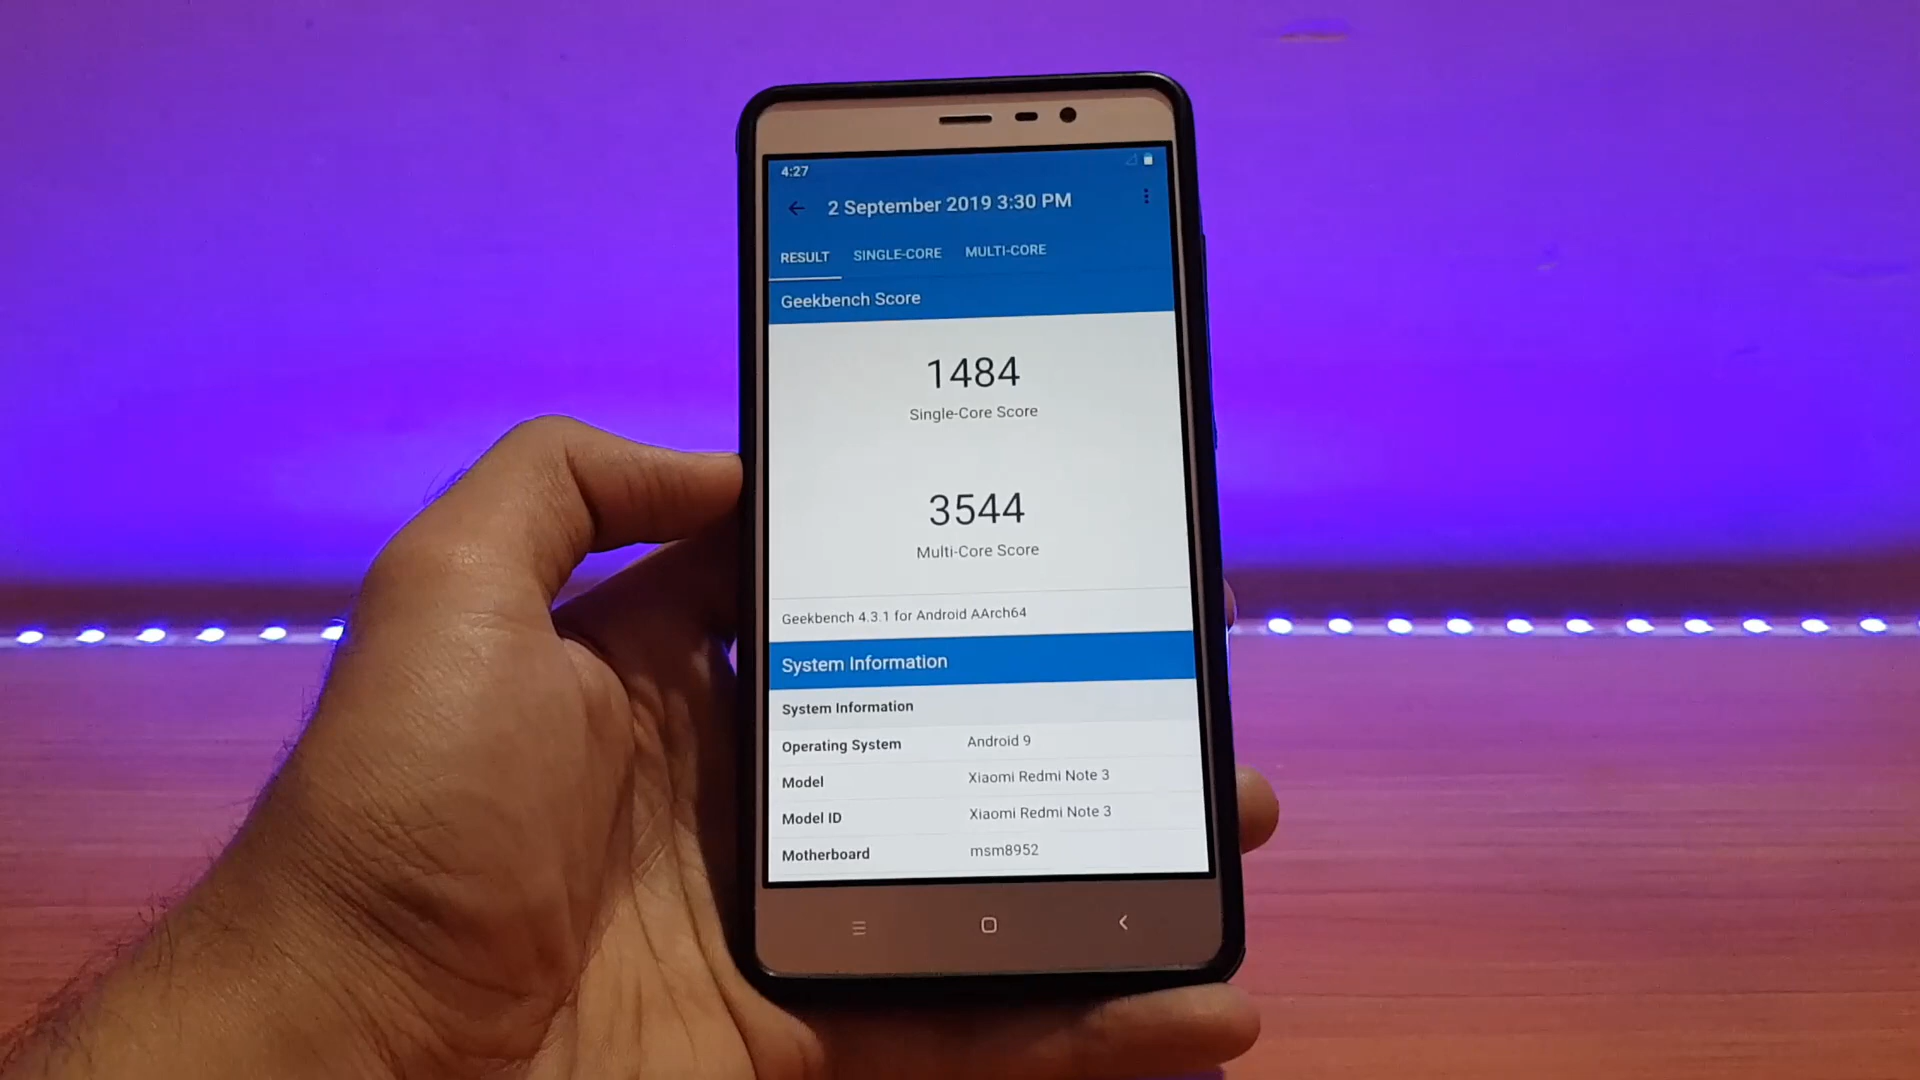 4:27
2 September 2019 3:30 PM
RESULT SINGLE-CORE MULTI-CORE
Geekbench Score
1484
Single-Core Score
3544
Multi-Core Score
Geekbench 4.3.1 for Android AArch64
System Information
System Information
Operating System Android 9
Model Xiaomi Redmi Note 3
Model ID Xiaomi Redmi Note 3
Motherboard msm8952